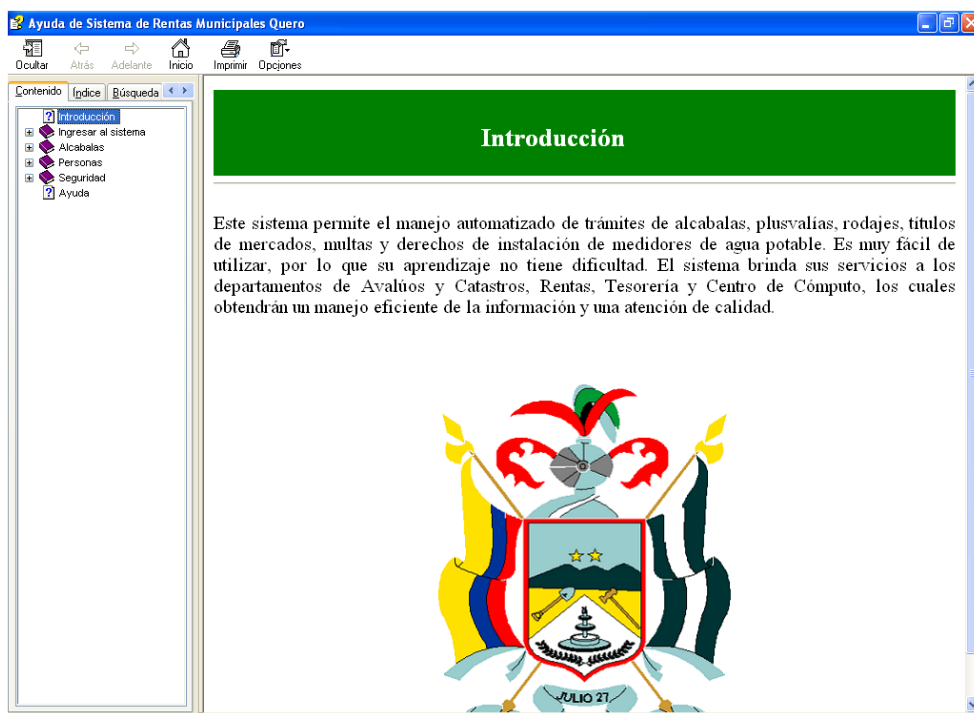 Ayuda de Sistema de Rentas Municipales Quero
Ocultar Atrás Adelante Inicio Imprimir Opciones
Contenido Índice Búsqueda
Introducción
Ingresar al sistema
Alcabalas
Personas
Seguridad
Ayuda
Introducción
Este sistema permite el manejo automatizado de trámites de alcabalas, plusvalías, rodajes, títulos
de mercados, multas y derechos de instalación de medidores de agua potable. Es muy fácil de
utilizar, por lo que su aprendizaje no tiene dificultad. El sistema brinda sus servicios a los
departamentos de Avalúos y Catastros, Rentas, Tesorería y Centro de Cómputo, los cuales
obtendrán un manejo eficiente de la información y una atención de calidad.
JULIO 27